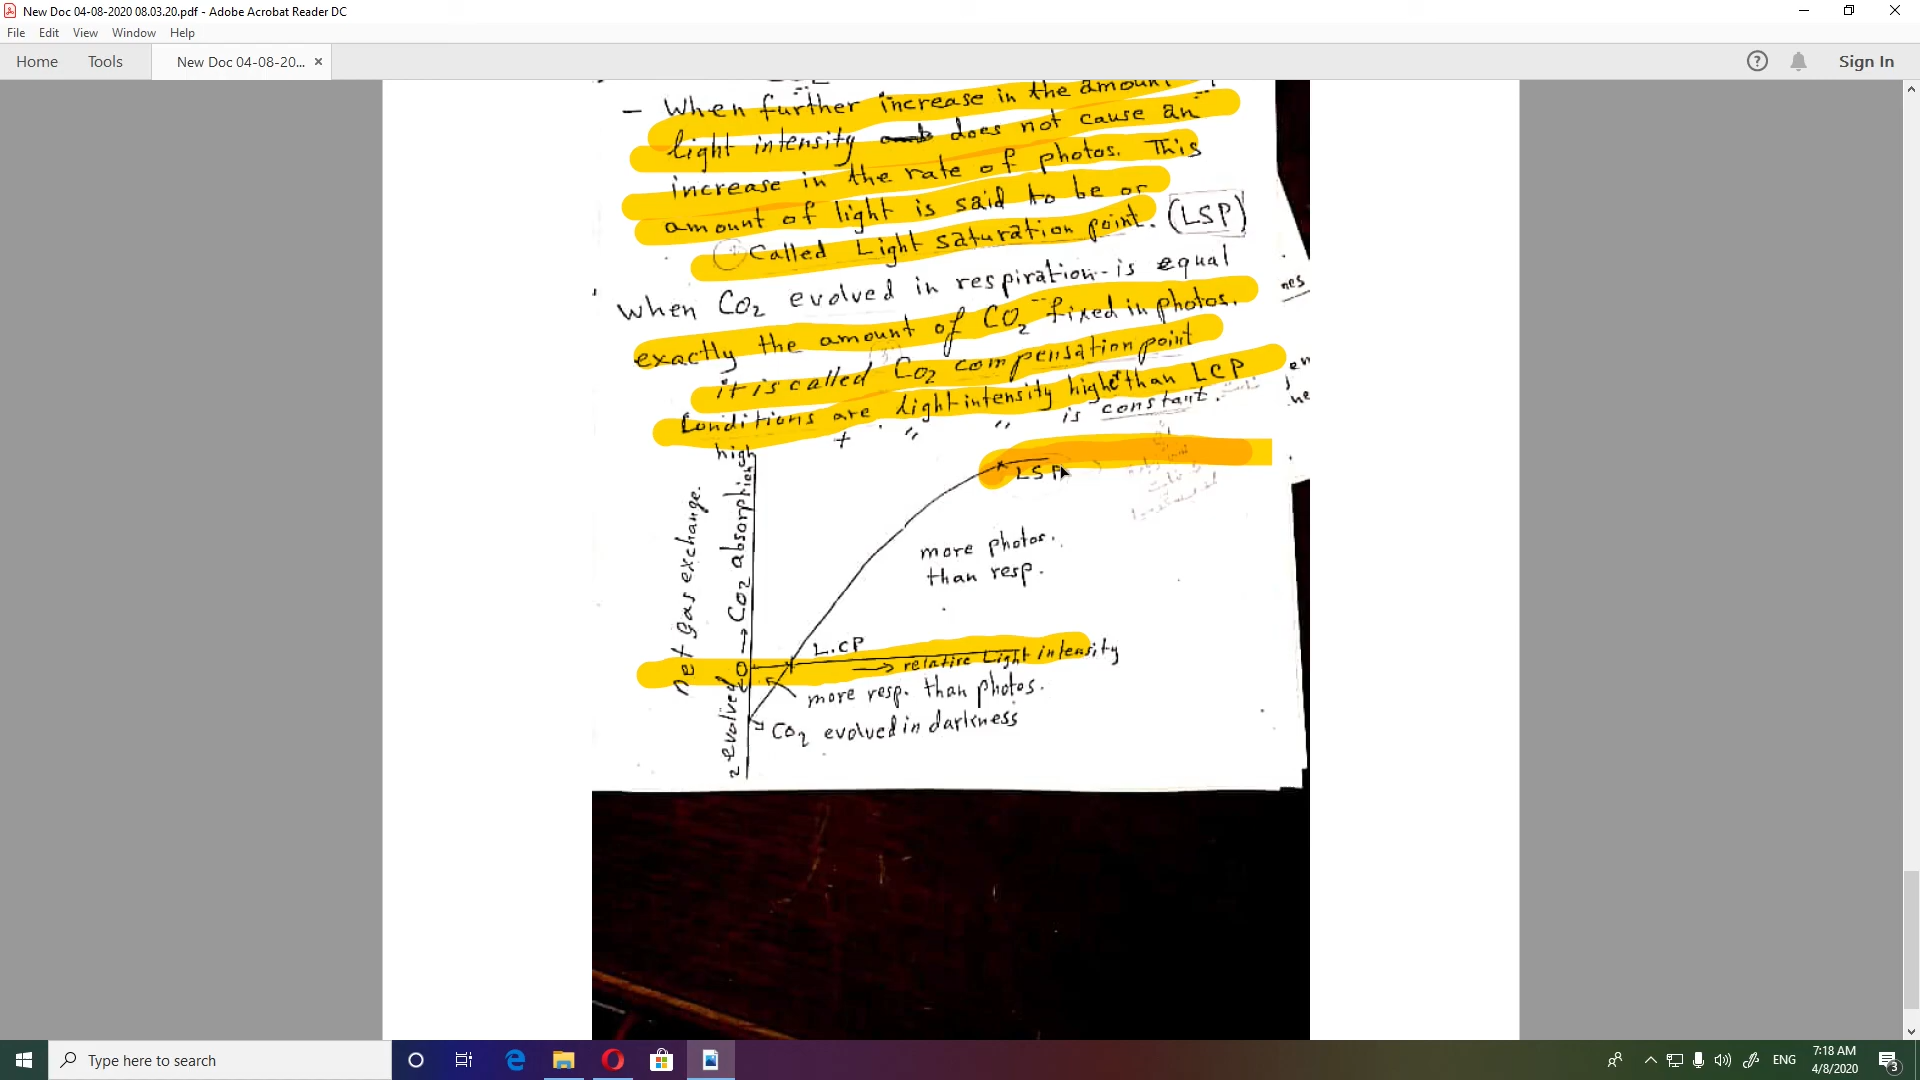 New Doc 04-08-2020 08.03.20.pdf - Adobe Acrobat Reader DC
File Edit View Window Help
Home Tools New Doc 04-08-20... × Sign In
- When further increase in the amount
light intensity does not cause an
increase in the rate of photos. This
amount of light is said to be or
Called Light saturation point. (LSP)
When CO2 evolved in respiration is equal
exactly the amount of CO2 fixed in photos.
it is called CO2 compensation point
Conditions are light intensity higher than LCP
+ " " is constant.
high
LSP
net gas exchange.
CO2 absorption
more photos.
than resp.
L.CP
0
→ relative Light intensity
more resp. than photos.
2 evolved
CO2 evolved in darkness
nes
Type here to search
ENG
7:18 AM
4/8/2020
3